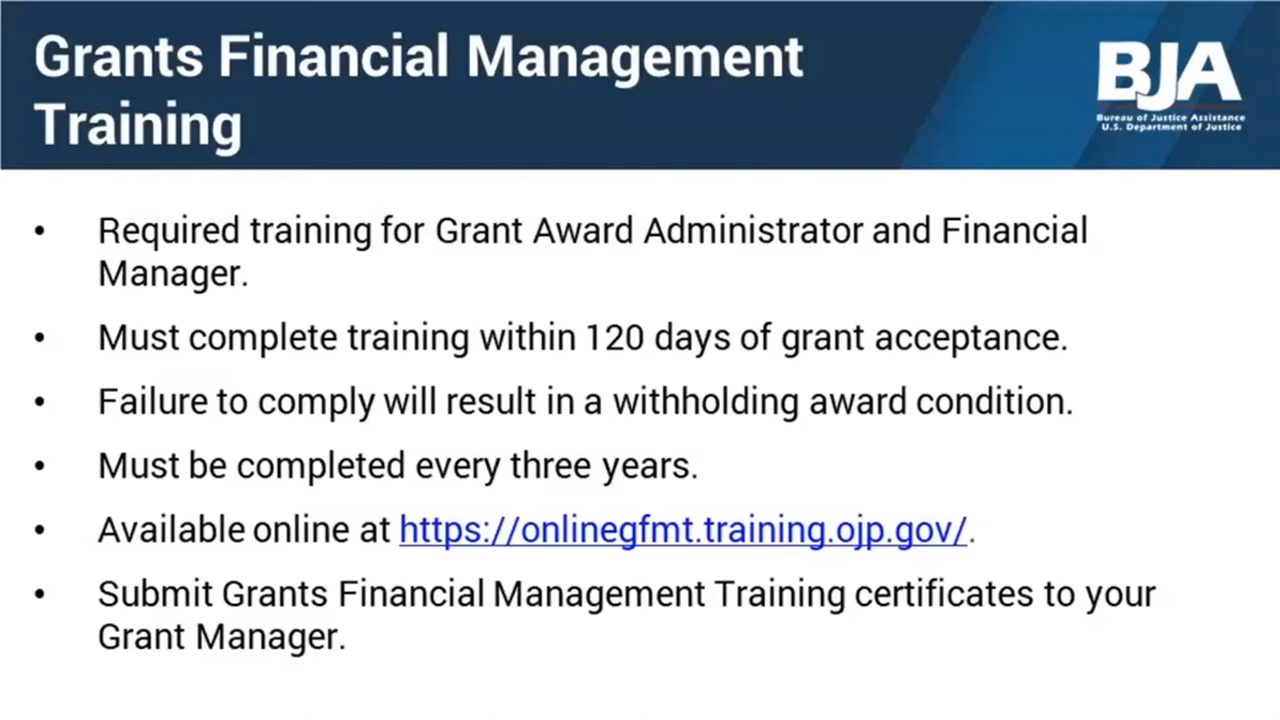 Grants Financial Management
Training
BJA
Bureau of Justice Assistance
U.S. Department of Justice
• Required training for Grant Award Administrator and Financial
Manager.
• Must complete training within 120 days of grant acceptance.
• Failure to comply will result in a withholding award condition.
• Must be completed every three years.
• Available online at https://onlinegfmt.training.ojp.gov/.
• Submit Grants Financial Management Training certificates to your
Grant Manager.